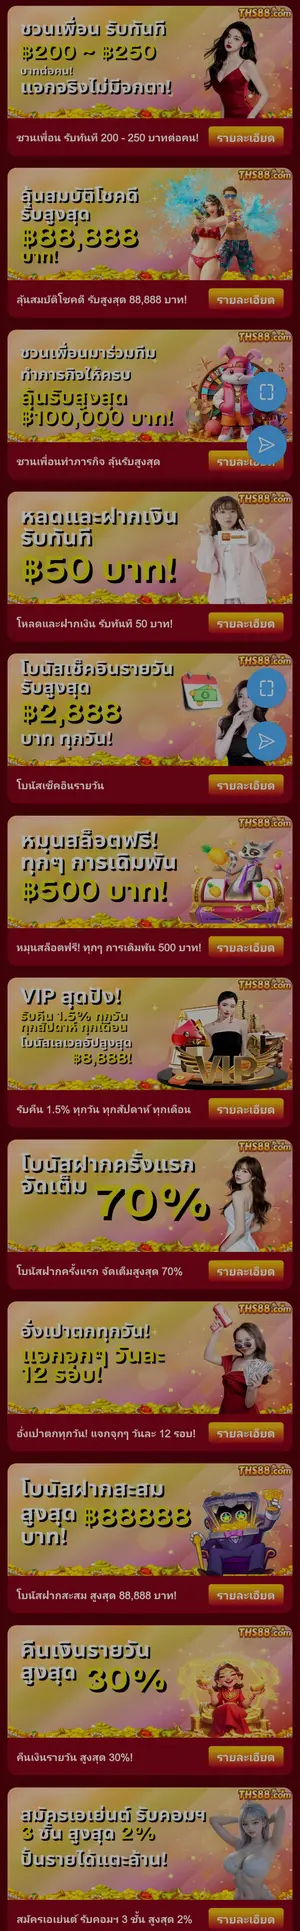 THS88.com
ชวนเพื่อน รับทันที
฿200 ~ ฿250
บาทต่อคน!
แจกจริงไม่มีจกตา!
ชวนเพื่อน รับทันที 200 - 250 บาทต่อคน!
รายละเอียด
THS88.com
ลุ้นสมบัติโชคดี
รับสูงสุด
฿88,888
บาท!
ลุ้นสมบัติโชคดี รับสูงสุด 88,888 บาท!
รายละเอียด
THS88.com
ชวนเพื่อนมาร่วมทีม
ทำภารกิจให้ครบ
ลุ้นรับสูงสุด
฿100,000 บาท!
ชวนเพื่อนทำภารกิจ ลุ้นรับสูงสุด
รายละเอียด
THS88.com
หลดและฝากเงิน
รับทันที
฿50 บาท!
โหลดและฝากเงิน รับทันที 50 บาท!
รายละเอียด
THS88.com
โบนัสเช็คอินรายวัน
รับสูงสุด
฿2,888
บาท ทุกวัน!
โบนัสเช็คอินรายวัน
รายละเอียด
THS88.com
หมุนสล็อตฟรี!
ทุกๆ การเดิมพัน
฿500 บาท!
หมุนสล็อตฟรี! ทุกๆ การเดิมพัน 500 บาท!
รายละเอียด
THS88.com
VIP สุดปัง!
รับคืน 1.5% ทุกวัน
ทุกสัปดาห์ ทุกเดือน
โบนัสเลเวลอัปสูงสุด
฿8,888!
VIP
รับคืน 1.5% ทุกวัน ทุกสัปดาห์ ทุกเดือน
รายละเอียด
THS88.com
โบนัสฝากครั้งแรก
จัดเต็ม 70%
โบนัสฝากครั้งแรก จัดเต็มสูงสุด 70%
รายละเอียด
THS88.com
อั่งเปาตกทุกวัน!
แจกจุกๆ วันละ
12 รอบ!
อั่งเปาตกทุกวัน! แจกจุกๆ วันละ 12 รอบ!
รายละเอียด
THS88.com
โบนัสฝากสะสม
สูงสุด ฿88888
บาท!
โบนัสฝากสะสม สูงสุด 88,888 บาท!
รายละเอียด
THS88.com
คืนเงินรายวัน
สูงสุด 30%
คืนเงินรายวัน สูงสุด 30%!
รายละเอียด
THS88.com
สมัครเอเย่นต์ รับคอมฯ
3 ชั้น สูงสุด 2%
ปั้นรายได้แตะล้าน!
สมัครเอเย่นต์ รับคอมฯ 3 ชั้น สูงสุด 2%
รายละเอียด